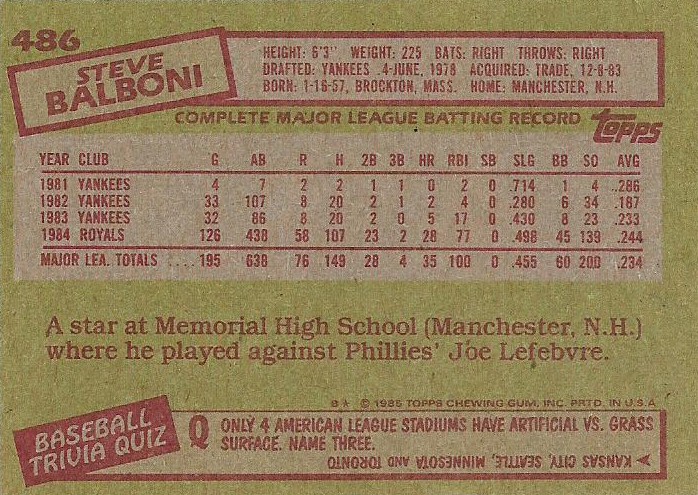 486
STEVE
BALBONI
HEIGHT: 6'3" WEIGHT: 225 BATS: RIGHT THROWS: RIGHT
DRAFTED: YANKEES .4-JUNE, 1978 ACQUIRED: TRADE, 12-8-83
BORN: 1-16-57, BROCKTON, MASS. HOME: MANCHESTER, N.H.
COMPLETE MAJOR LEAGUE BATTING RECORD
TOPPS
YEAR CLUB G AB R H 2B 3B HR RBI SB SLG BB SO AVG
1981 YANKEES 4 7 2 2 1 1 0 2 0 .714 1 4 .286
1982 YANKEES 33 107 8 20 2 1 2 4 0 .280 6 34 .187
1983 YANKEES 32 86 8 20 2 0 5 17 0 .430 8 23 .233
1984 ROYALS 126 438 58 107 23 2 28 77 0 .498 45 139 .244
MAJOR LEA. TOTALS .... 195 638 76 149 28 4 35 100 0 .455 60 200 .234
A star at Memorial High School (Manchester, N.H.)
where he played against Phillies' Joe Lefebvre.
B★ © 1985 TOPPS CHEWING GUM, INC. PRTD. IN U.S.A.
BASEBALL
TRIVIA QUIZ
Q ONLY 4 AMERICAN LEAGUE STADIUMS HAVE ARTIFICIAL VS. GRASS
SURFACE. NAME THREE.
KANSAS CITY, SEATTLE, MINNESOTA AND TORONTO